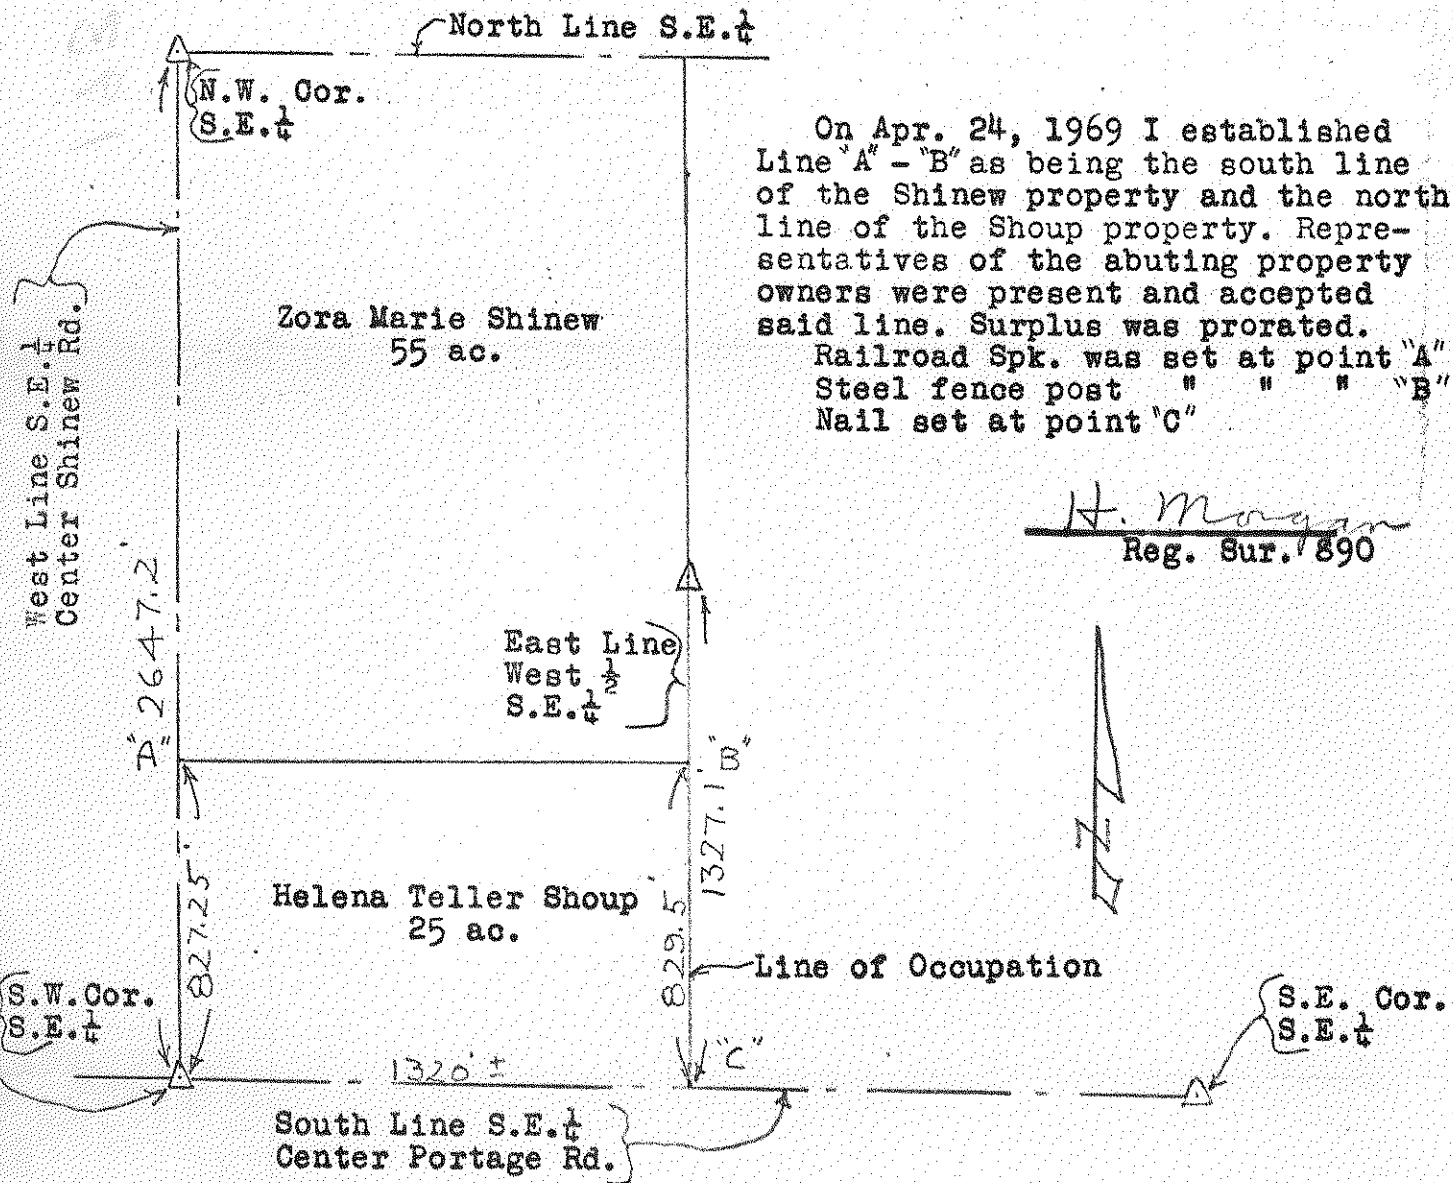 North Line S.E.¼
N.W. Cor.
S.E.¼
On Apr. 24, 1969 I established
Line "A" - "B" as being the south line
of the Shinew property and the north
line of the Shoup property. Repre-
sentatives of the abuting property
owners were present and accepted
said line. Surplus was prorated.
Railroad Spk. was set at point "A"
Steel fence post " " " "B"
Nail set at point "C"
H. Morgan
Reg. Sur. 890
West Line S.E.¼
Center Shinew Rd.
Zora Marie Shinew
55 ac.
2647.2'
"A"
East Line
West ½
S.E.¼
"B"
1327.1'
827.25'
Helena Teller Shoup
25 ac.
829.5'
Line of Occupation
N
S.W. Cor.
S.E.¼
1320' ±
"C"
S.E. Cor.
S.E.¼
South Line S.E.¼
Center Portage Rd.